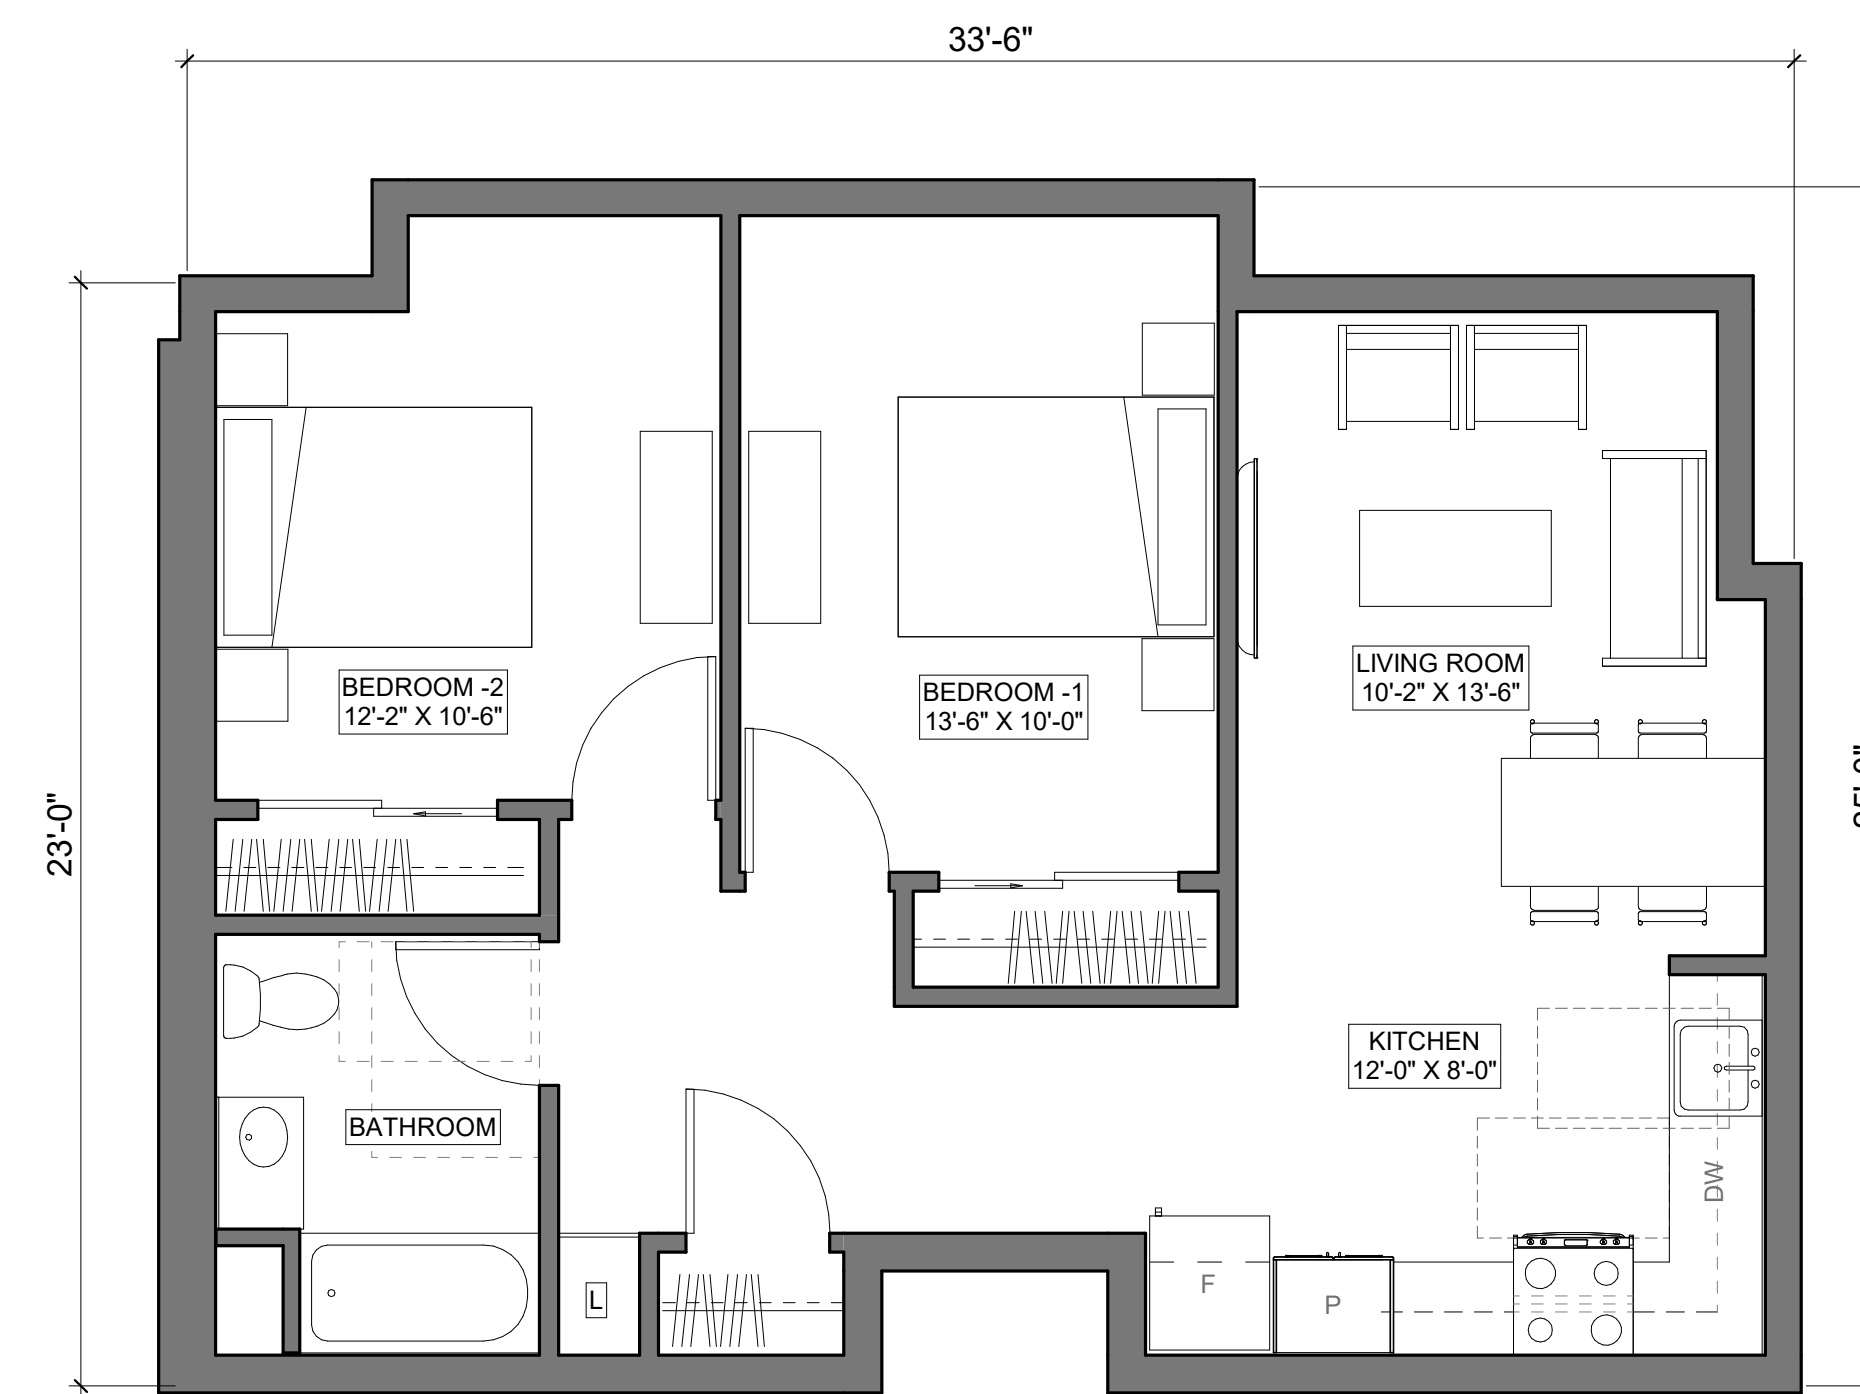 33'-6"
BEDROOM -2
12'-2" X 10'-6"
BEDROOM -1
13'-6" X 10'-0"
LIVING ROOM
10'-2" X 13'-6"
23'-0"
KITCHEN
12'-0" X 8'-0"
BATHROOM
DW
F
P
L